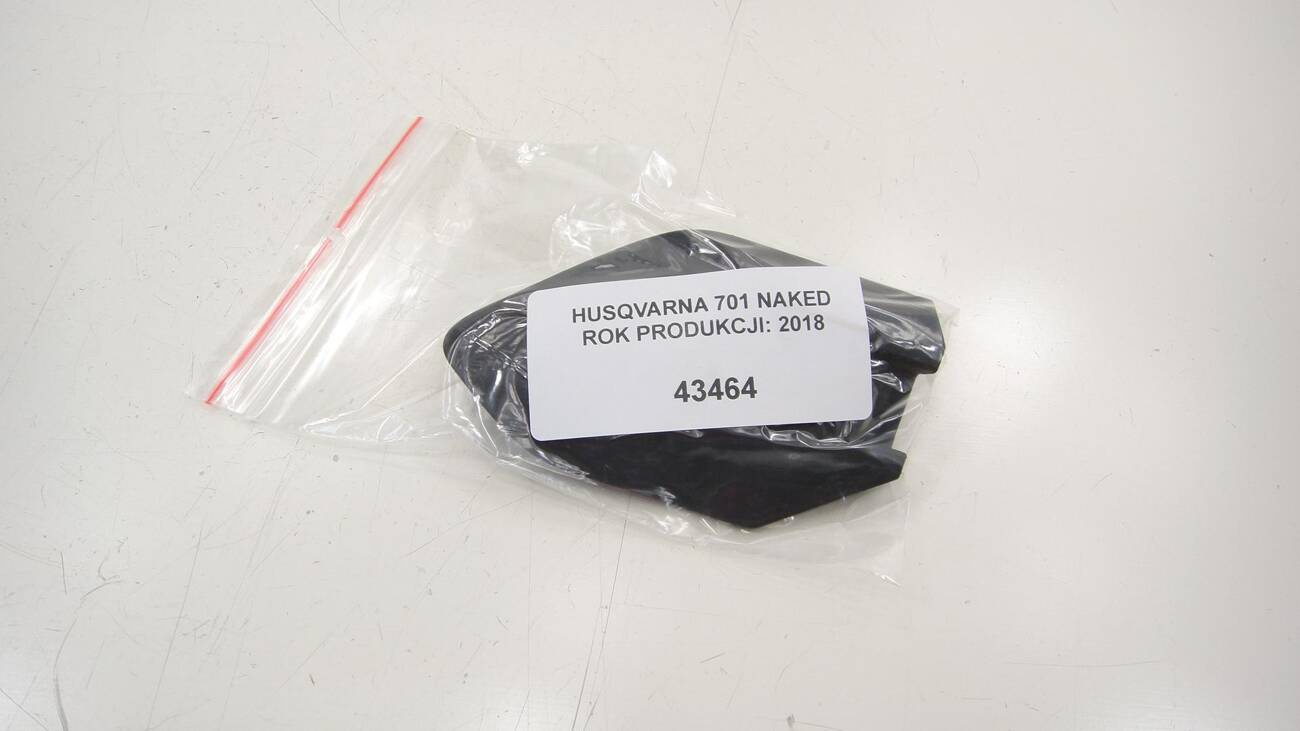 HUSQVARNA 701 NAKED
ROK PRODUKCJI: 2018
43464